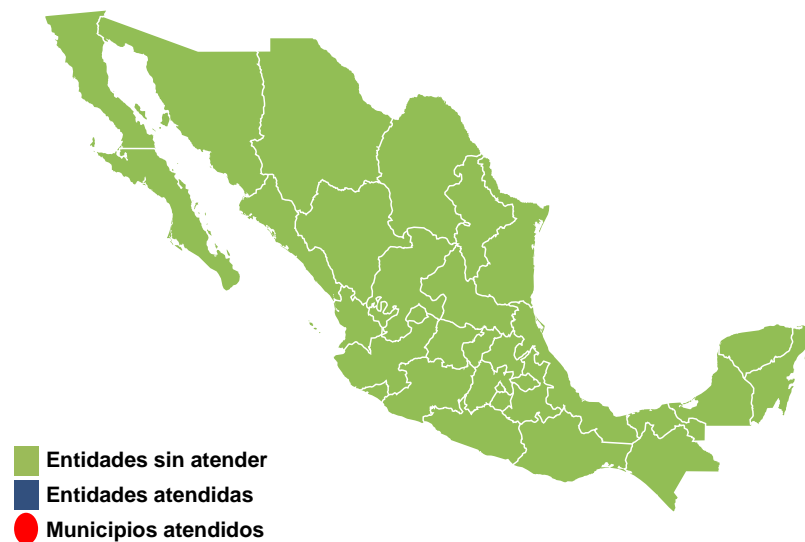 Entidades sin atender
Entidades atendidas
Municipios atendidos